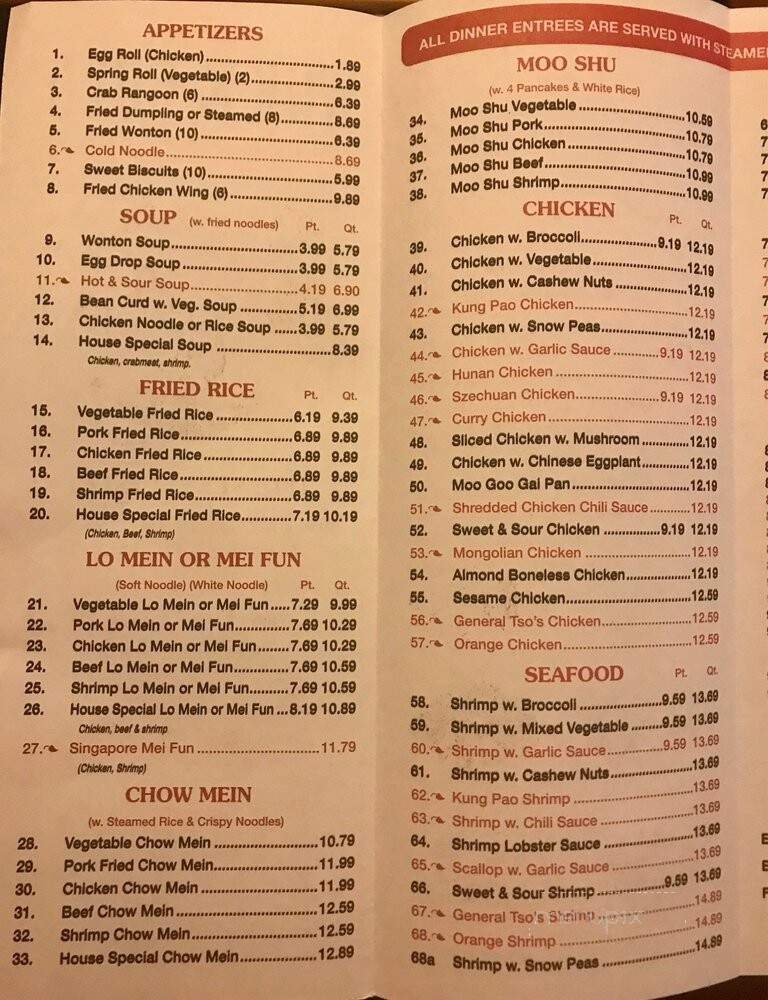 APPETIZERS
1. Egg Roll (Chicken) 1.89
2. Spring Roll (Vegetable) (2) 2.99
3. Crab Rangoon (6) 6.39
4. Fried Dumpling or Steamed (8) 8.69
5. Fried Wonton (10) 6.39
6. Cold Noodle 8.69
7. Sweet Biscuits (10) 5.99
8. Fried Chicken Wing (6) 9.89
SOUP (w. fried noodles) Pt. Qt.
9. Wonton Soup 3.99 5.79
10. Egg Drop Soup 3.99 5.79
11. Hot & Sour Soup 4.19 6.90
12. Bean Curd w. Veg. Soup 5.19 6.99
13. Chicken Noodle or Rice Soup 3.99 5.79
14. House Special Soup 8.39
Chicken, crabmeat, shrimp.
FRIED RICE Pt. Qt.
15. Vegetable Fried Rice 6.19 9.39
16. Pork Fried Rice 6.89 9.89
17. Chicken Fried Rice 6.89 9.89
18. Beef Fried Rice 6.89 9.89
19. Shrimp Fried Rice 6.89 9.89
20. House Special Fried Rice 7.19 10.19
(Chicken, Beef, Shrimp)
LO MEIN OR MEI FUN
(Soft Noodle) (White Noodle) Pt. Qt.
21. Vegetable Lo Mein or Mei Fun 7.29 9.99
22. Pork Lo Mein or Mei Fun 7.69 10.29
23. Chicken Lo Mein or Mei Fun 7.69 10.29
24. Beef Lo Mein or Mei Fun 7.69 10.59
25. Shrimp Lo Mein or Mei Fun 7.69 10.59
26. House Special Lo Mein or Mei Fun 8.19 10.89
Chicken, beef & shrimp
27. Singapore Mei Fun 11.79
(Chicken, Shrimp)
CHOW MEIN
(w. Steamed Rice & Crispy Noodles)
28. Vegetable Chow Mein 10.79
29. Pork Fried Chow Mein 11.99
30. Chicken Chow Mein 11.99
31. Beef Chow Mein 12.59
32. Shrimp Chow Mein 12.59
33. House Special Chow Mein 12.89
ALL DINNER ENTREES ARE SERVED WITH STEAME
MOO SHU
(w. 4 Pancakes & White Rice)
34. Moo Shu Vegetable 10.59
35. Moo Shu Pork 10.79
36. Moo Shu Chicken 10.79
37. Moo Shu Beef 10.99
38. Moo Shu Shrimp 10.99
CHICKEN Pt. Qt.
39. Chicken w. Broccoli 9.19 12.19
40. Chicken w. Vegetable 12.19
41. Chicken w. Cashew Nuts 12.19
42. Kung Pao Chicken 12.19
43. Chicken w. Snow Peas 12.19
44. Chicken w. Garlic Sauce 9.19 12.19
45. Hunan Chicken 12.19
46. Szechuan Chicken 9.19 12.19
47. Curry Chicken 12.19
48. Sliced Chicken w. Mushroom 12.19
49. Chicken w. Chinese Eggplant 12.19
50. Moo Goo Gai Pan 12.19
51. Shredded Chicken Chili Sauce 12.19
52. Sweet & Sour Chicken 9.19 12.19
53. Mongolian Chicken 12.19
54. Almond Boneless Chicken 12.19
55. Sesame Chicken 12.59
56. General Tso's Chicken 12.59
57. Orange Chicken 12.59
SEAFOOD Pt. Qt.
58. Shrimp w. Broccoli 9.59 13.69
59. Shrimp w. Mixed Vegetable 9.59 13.69
60. Shrimp w. Garlic Sauce 9.59 13.69
61. Shrimp w. Cashew Nuts 13.69
62. Kung Pao Shrimp 13.69
63. Shrimp w. Chili Sauce 13.69
64. Shrimp Lobster Sauce 13.69
65. Scallop w. Garlic Sauce 13.69
66. Sweet & Sour Shrimp 9.59 13.69
67. General Tso's Shrimp 14.89
68. Orange Shrimp 14.89
68a Shrimp w. Snow Peas 14.89